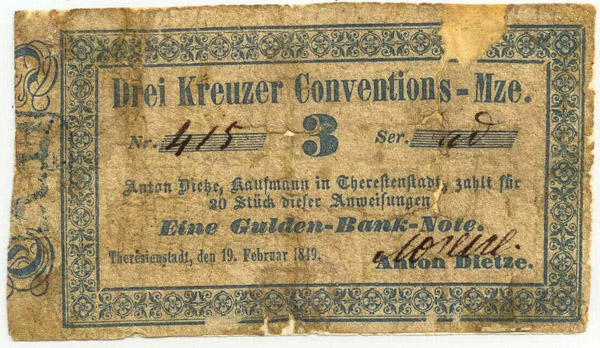 Drei Kreuzer Conventions-Mze.
Nr. 415 3 Ser.
Anton Dietze, Kaufmann in Theresienstadt, zahlt für
20 Stück dieser Anweisungen
Eine Gulden-Bank-Note.
Theresienstadt, den 19. Februar 1849.
Anton Dietze.